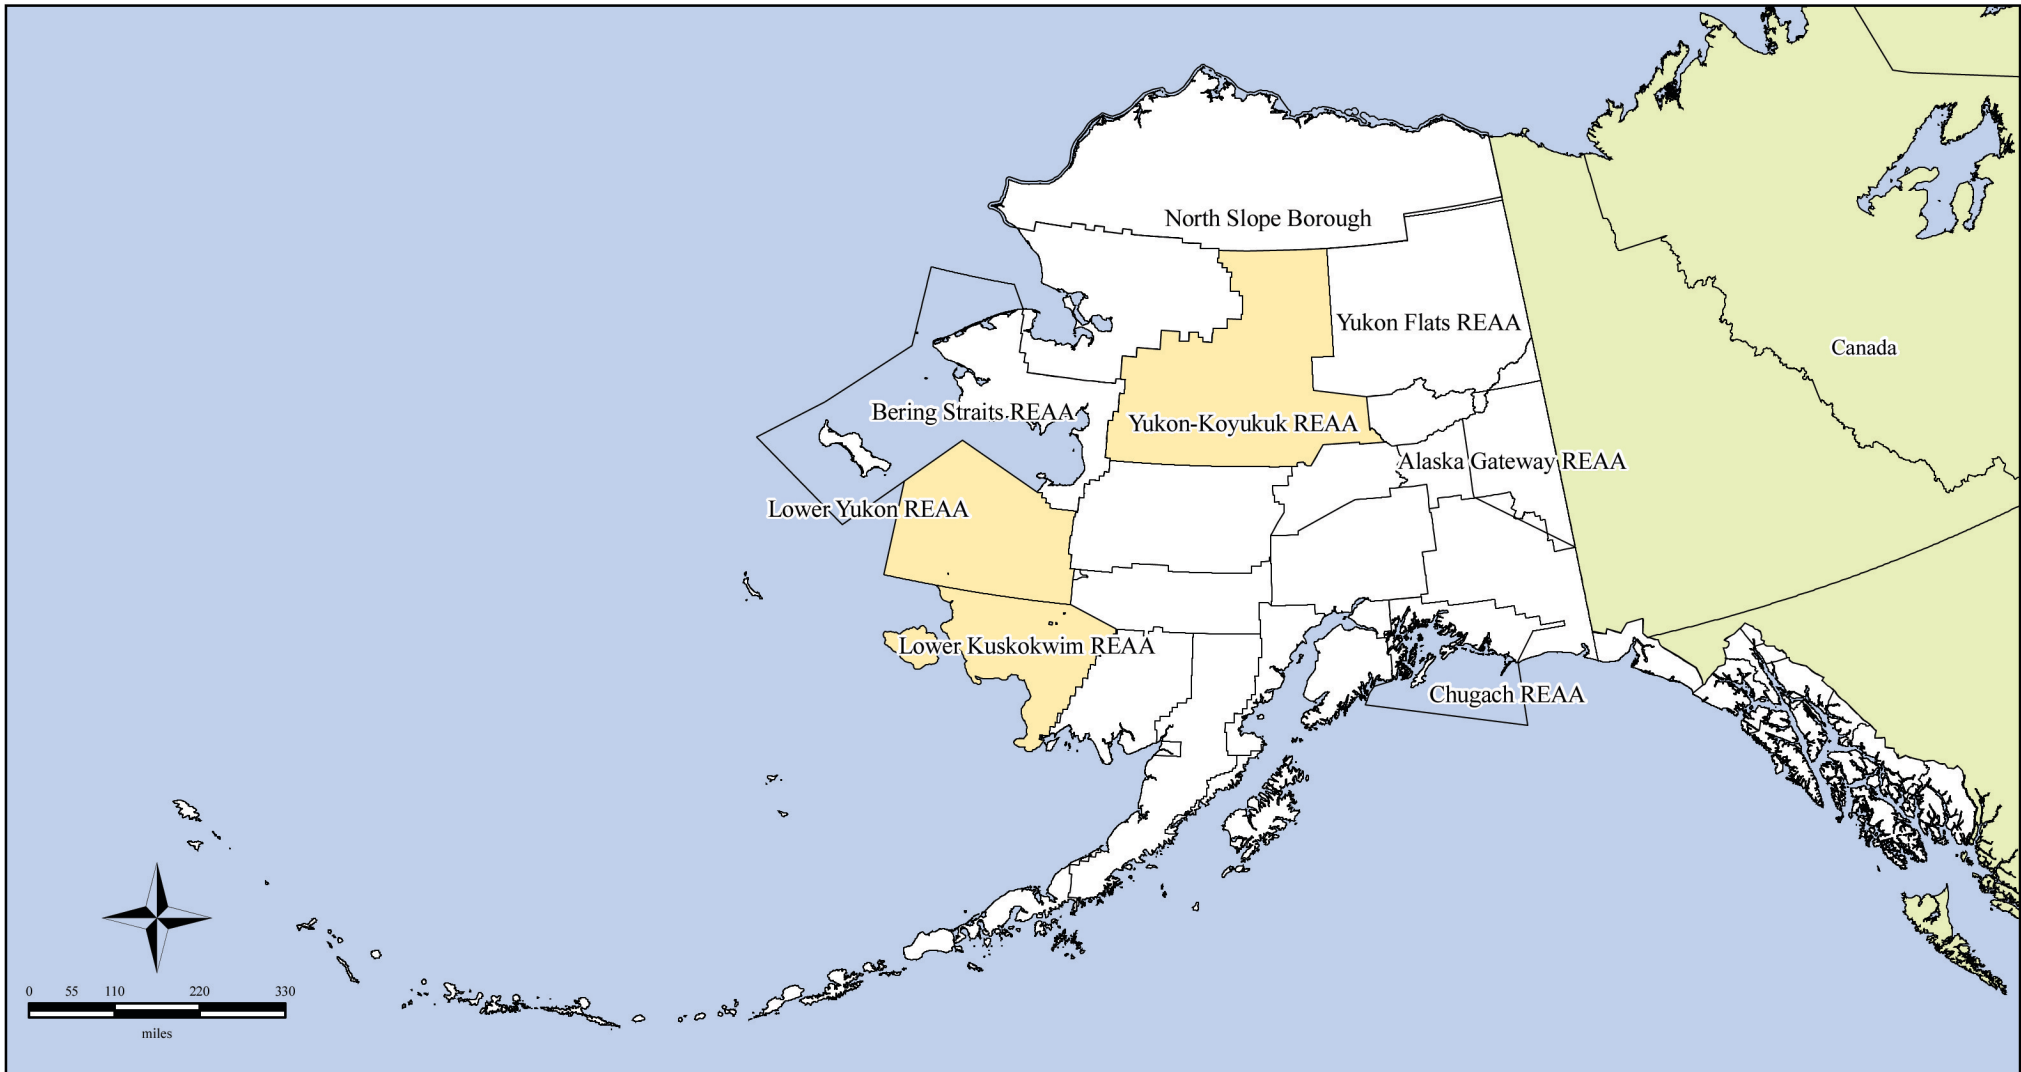 North Slope Borough
Yukon Flats REAA
Canada
Bering Straits REAA
Yukon-Koyukuk REAA
Alaska Gateway REAA
Lower Yukon REAA
Lower Kuskokwim REAA
Chugach REAA
0 55 110 220 330
miles